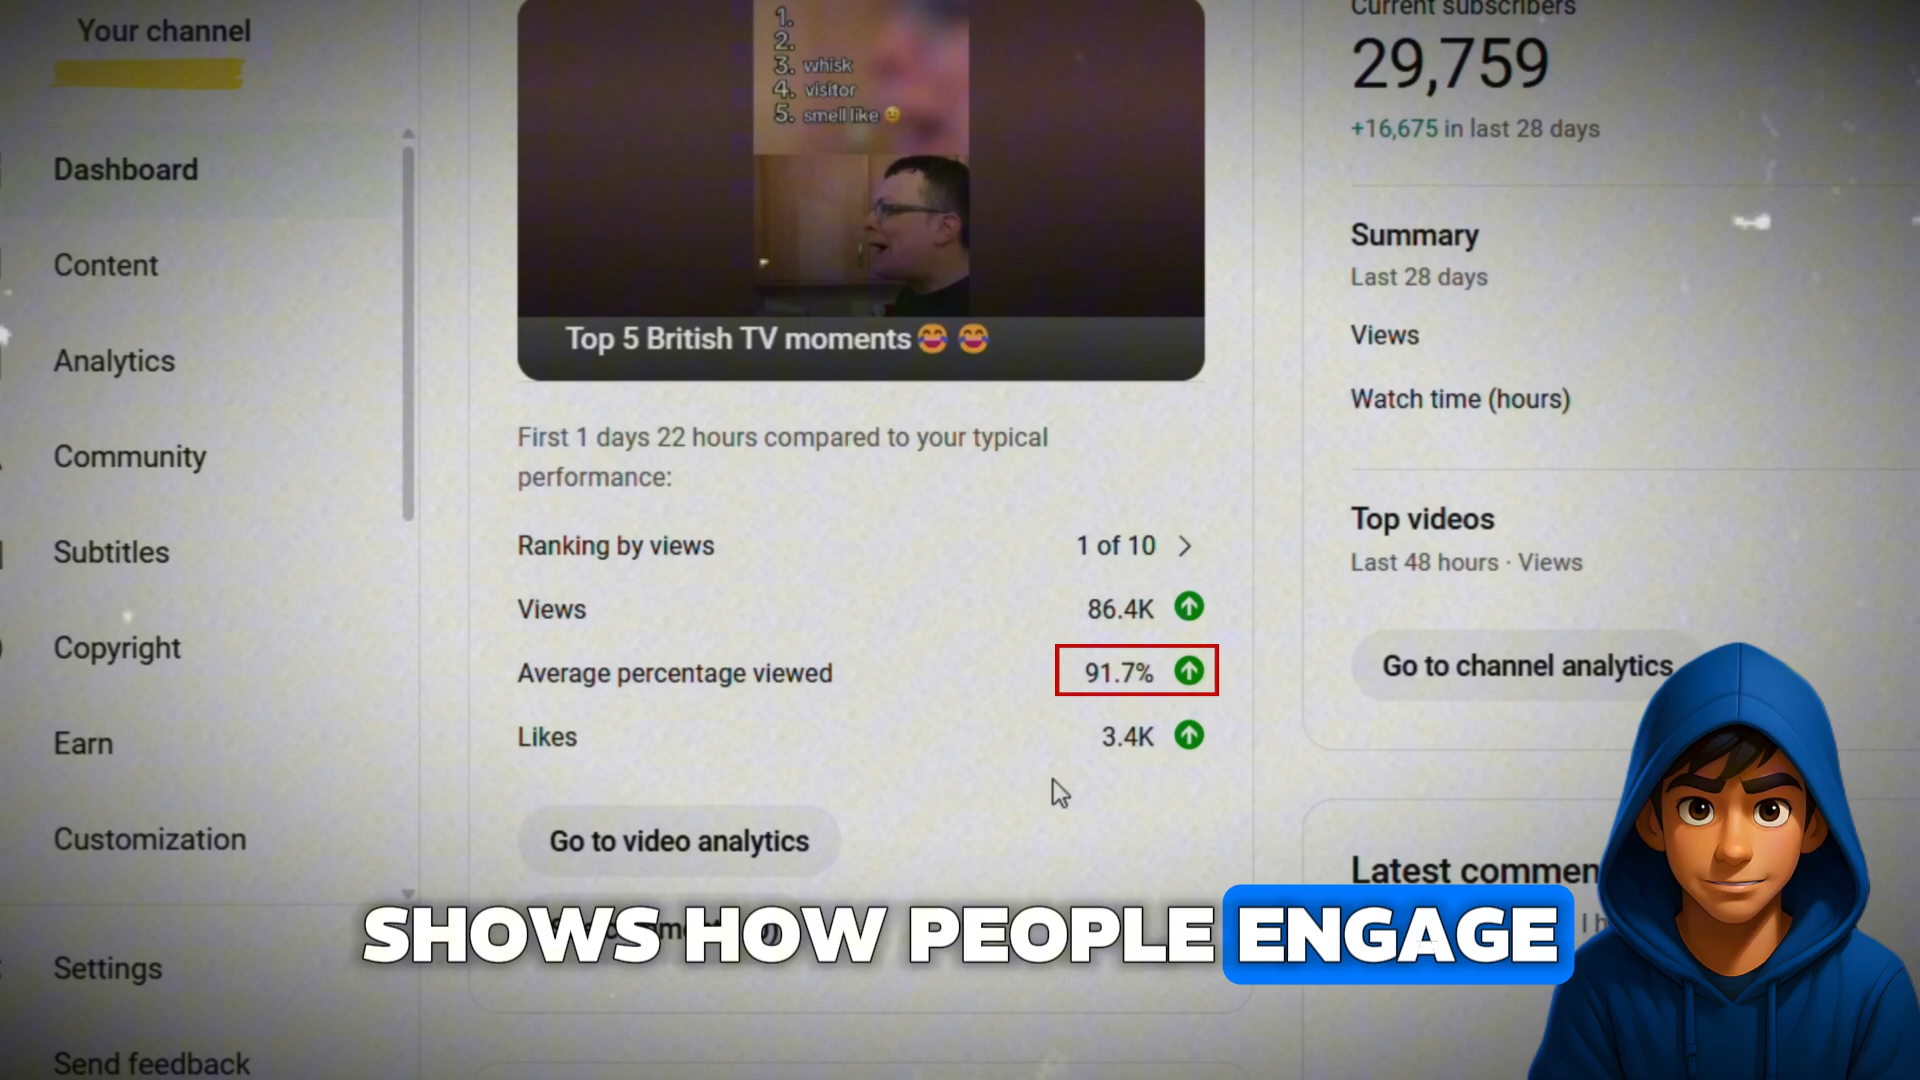 Your channel
Dashboard
Content
Analytics
Community
Subtitles
Copyright
Earn
Customization
Settings
Send feedback
1.
2.
3. whisk
4. visitor
5. smell like 😉
Top 5 British TV moments😂 😂
First 1 days 22 hours compared to your typical
performance:
Ranking by views 1 of 10
Views 86.4K
Average percentage viewed 91.7%
Likes 3.4K
Go to video analytics
Current subscribers
29,759
+16,675 in last 28 days
Summary
Last 28 days
Views
Watch time (hours)
Top videos
Last 48 hours · Views
Go to channel analytics
Latest commen
SHOWS HOW PEOPLE ENGAGE